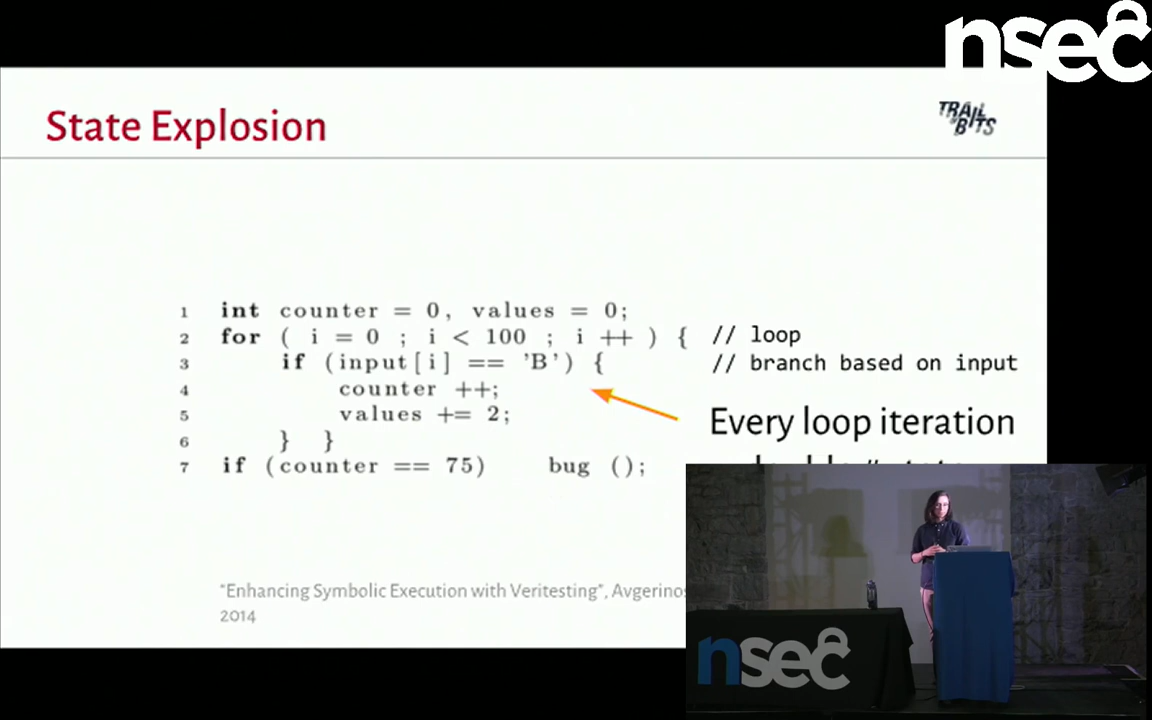 nsec
State Explosion
TRAIL OF BITS
1 int counter = 0, values = 0;
2 for ( i = 0 ; i < 100 ; i ++ ) { // loop
3 if (input[i] == 'B') { // branch based on input
4 counter ++;
5 values += 2;
6 } }
7 if (counter == 75) bug ();
Every loop iteration
"Enhancing Symbolic Execution with Veritesting", Avgerinos
2014
nsec